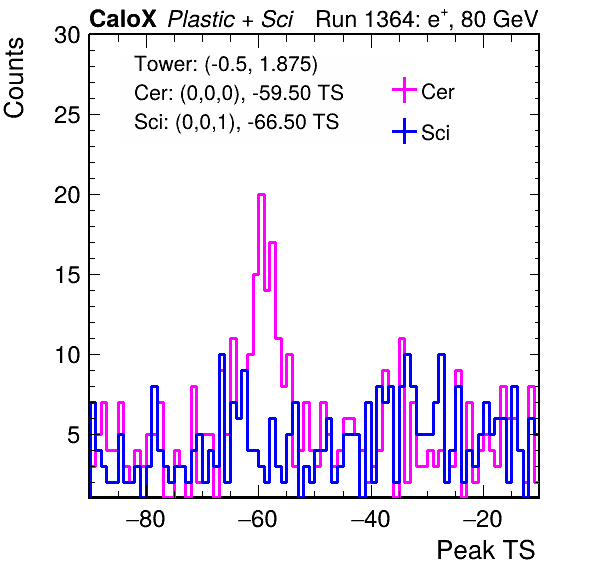 CaloX Plastic + Sci Run 1364: e+, 80 GeV
Counts
30
25
20
15
10
5
Tower: (-0.5, 1.875)
Cer: (0,0,0), -59.50 TS
Sci: (0,0,1), -66.50 TS
Cer
Sci
−80 −60 −40 −20
Peak TS